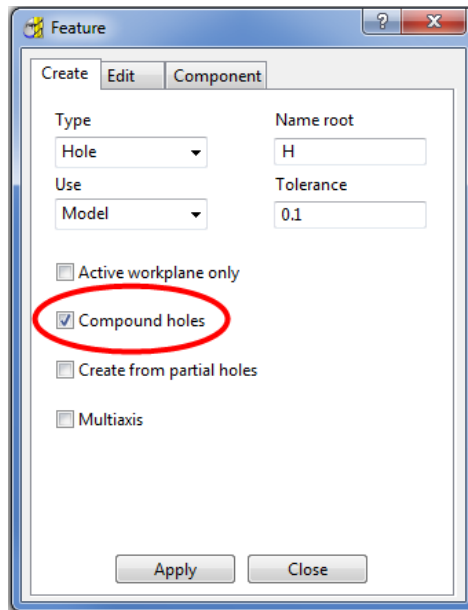 Feature
?
X
Create Edit Component
Type Name root
Hole H
Use Tolerance
Model 0.1
Active workplane only
Compound holes
Create from partial holes
Multiaxis
Apply Close